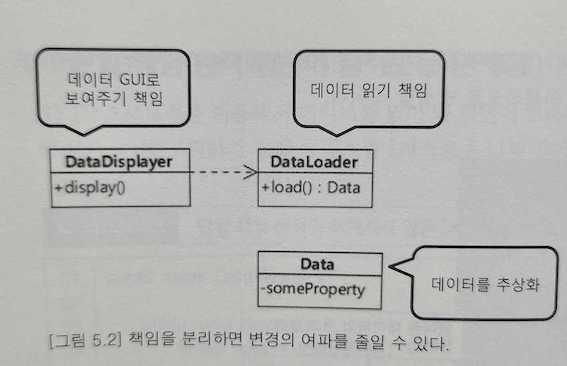 데이터 GUI로
보여주기 책임
데이터 읽기 책임
DataDisplayer
+display()
DataLoader
+load() : Data
Data
-someProperty
데이터를 추상화
[그림 5.2] 책임을 분리하면 변경의 여파를 줄일 수 있다.